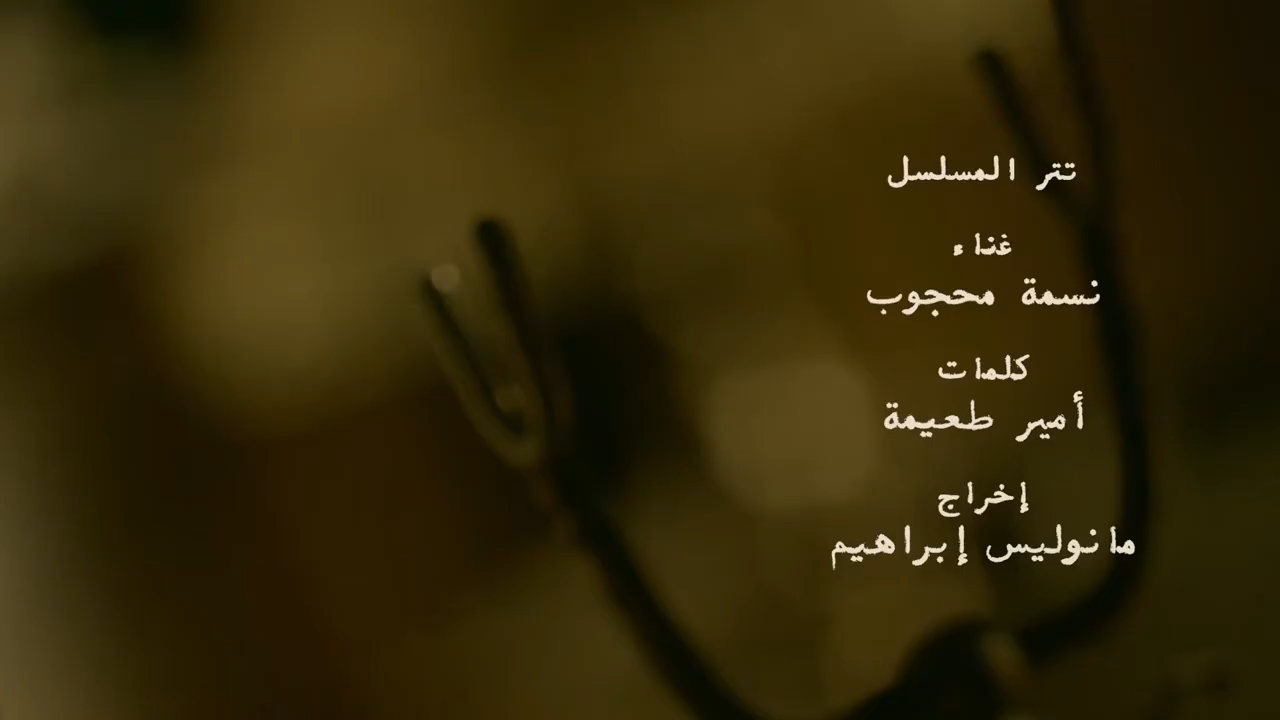 تتر المسلسل
غناء
نسمة محجوب
كلمات
أمير طعيمة
إخراج
مانوليس إبراهيم